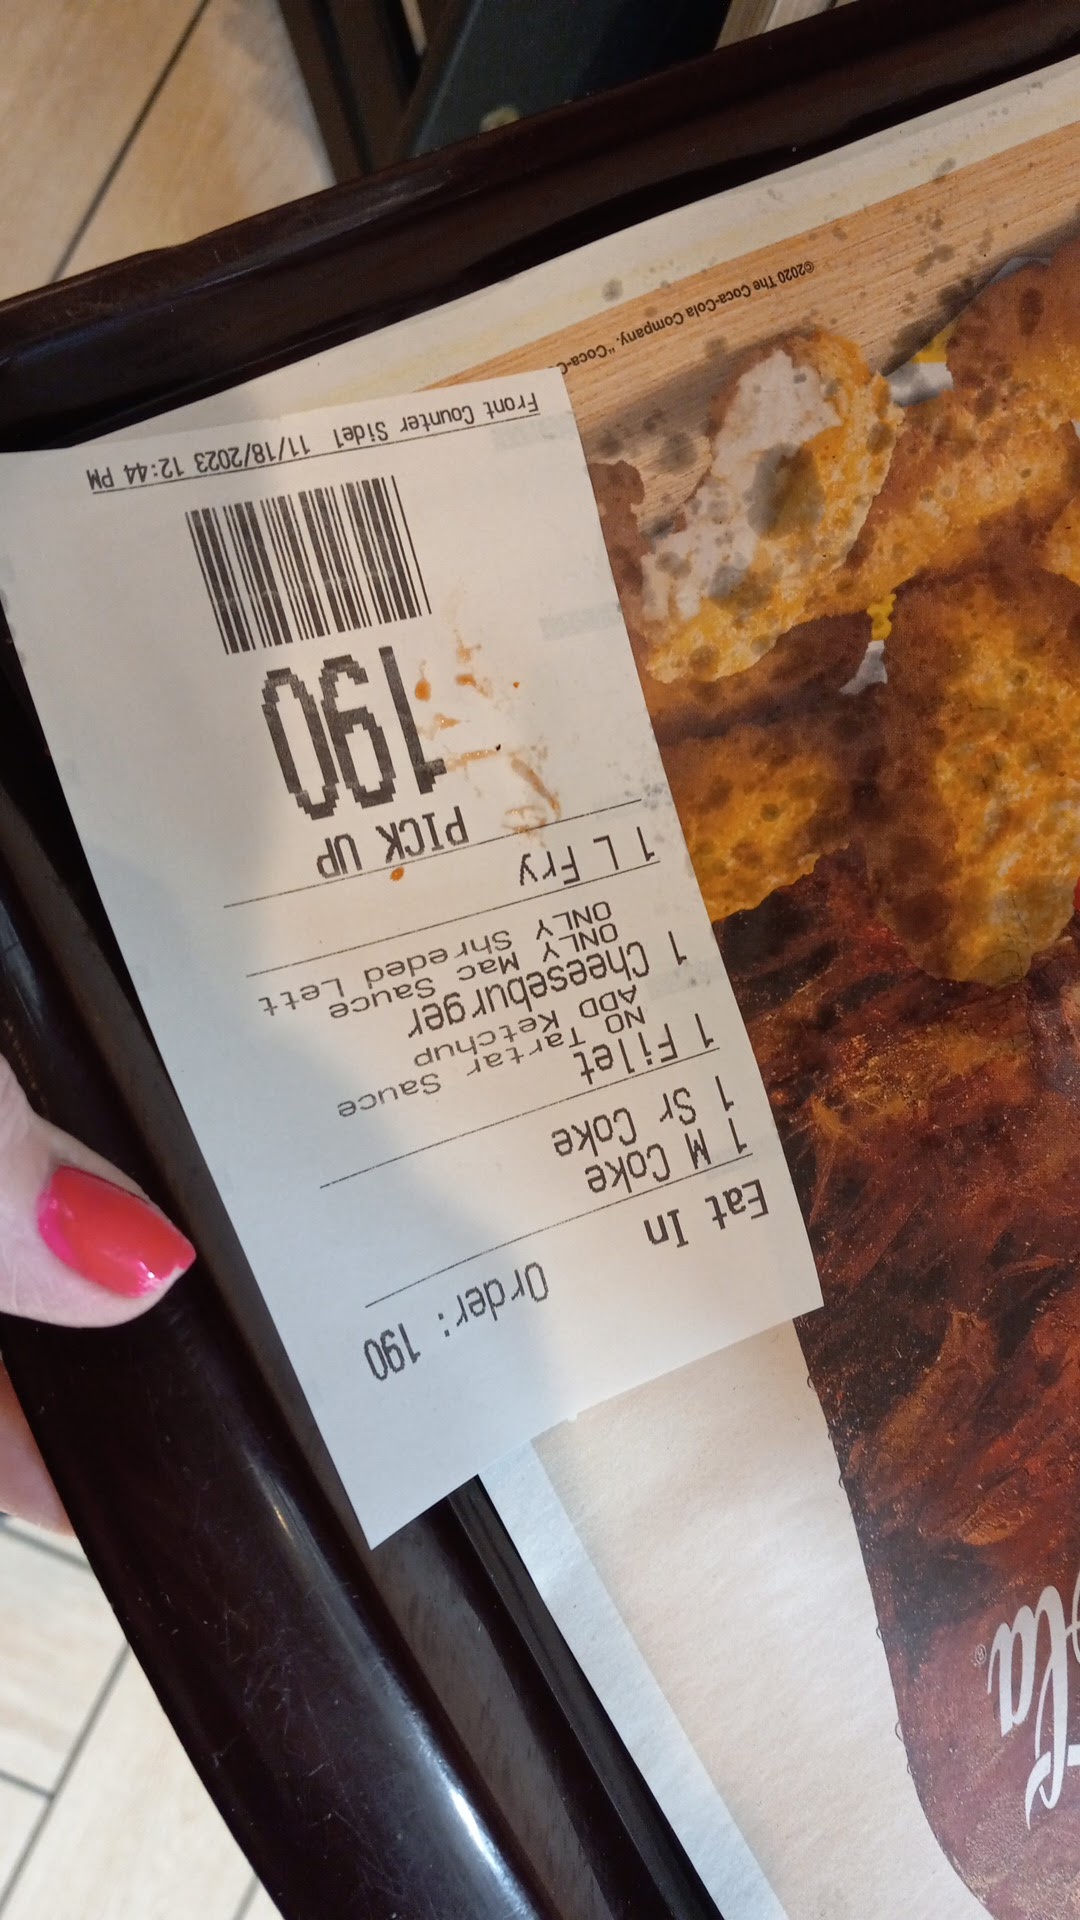 Order: 190
Eat In
1 M Coke
1 Sr Coke
1 Filet
NO Tartar Sauce
ADD Ketchup
1 Cheeseburger
ONLY Mac Sauce
ONLY Shreded Lett
1 L Fry
PICK UP
190
Front Counter Side1 11/18/2023 12:44 PM
©2020 The Coca-Cola Company. "Coca-C
la®